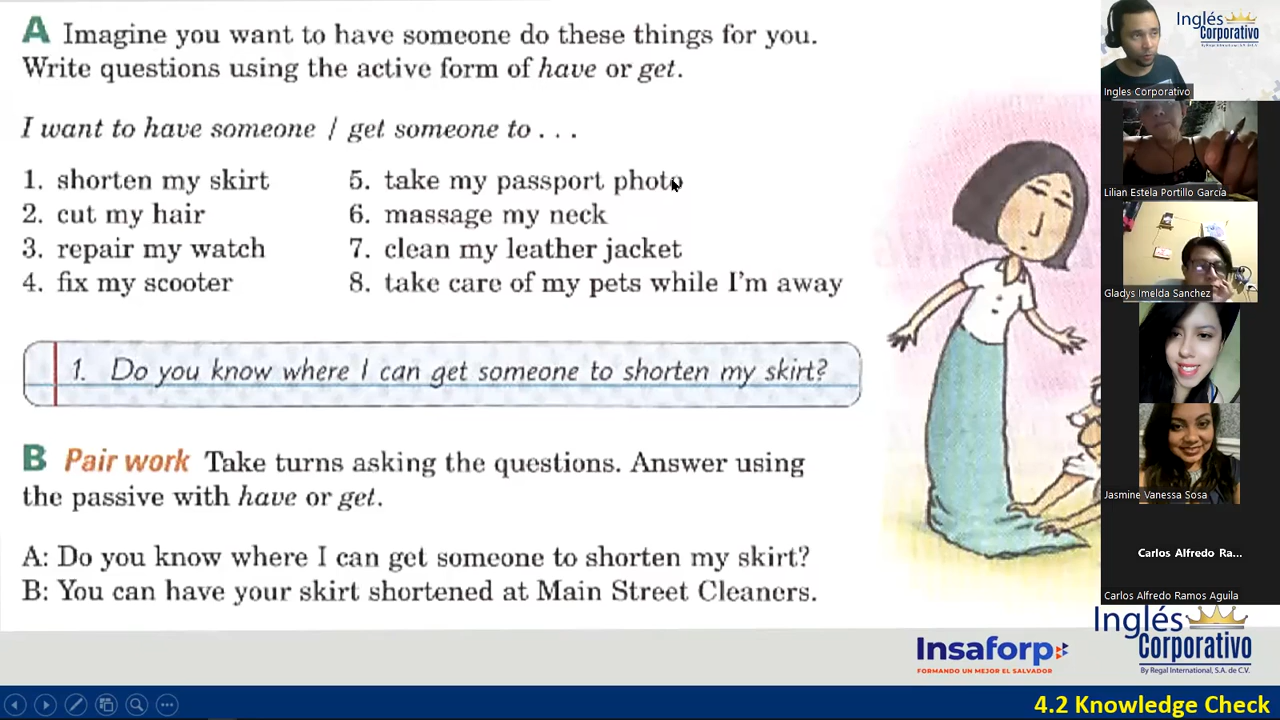 A Imagine you want to have someone do these things for you.
Write questions using the active form of have or get.
I want to have someone / get someone to . . .
1. shorten my skirt
2. cut my hair
3. repair my watch
4. fix my scooter
5. take my passport photo
6. massage my neck
7. clean my leather jacket
8. take care of my pets while I'm away
1. Do you know where I can get someone to shorten my skirt?
B Pair work Take turns asking the questions. Answer using
the passive with have or get.
A: Do you know where I can get someone to shorten my skirt?
B: You can have your skirt shortened at Main Street Cleaners.
Inglés
Corporativo
By Regal International, S.A. de C.V.
Ingles Corporativo
Lilian Estela Portillo Garcia
Gladys Imelda Sanchez
Jasmine Vanessa Sosa
Carlos Alfredo Ra...
Carlos Alfredo Ramos Aguila
Insaforp
FORMANDO UN MEJOR EL SALVADOR
Inglés
Corporativo
By Regal International, S.A. de C.V.
4.2 Knowledge Check